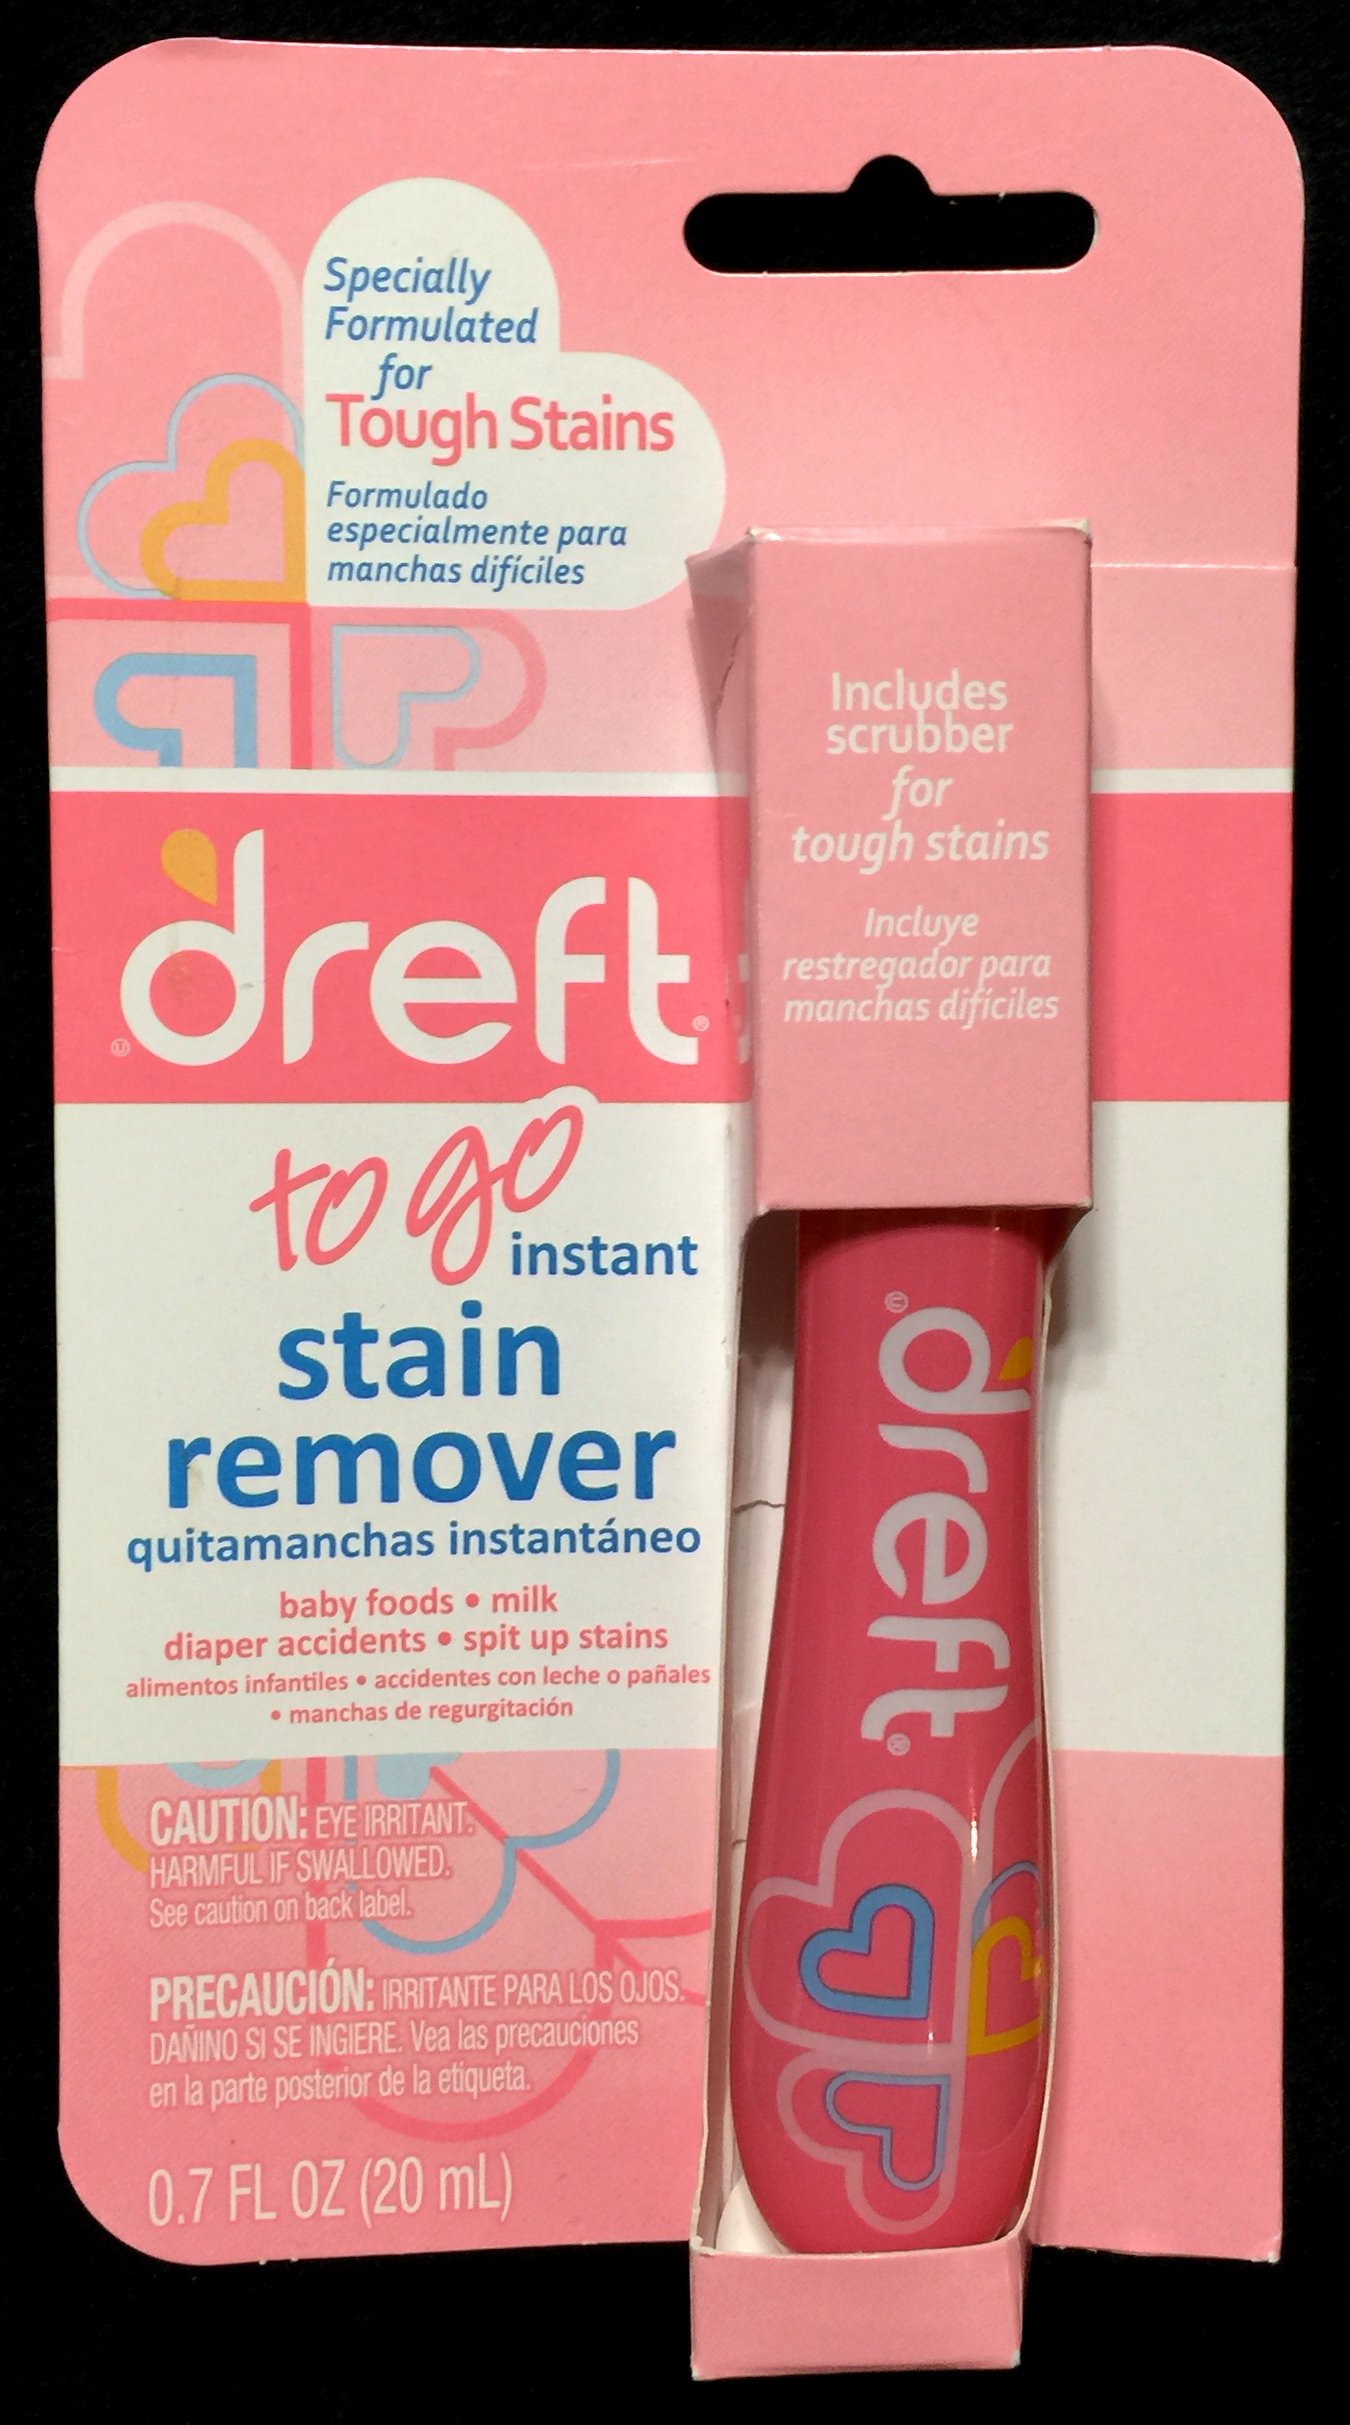 Specially
Formulated
for
Tough Stains
Formulado
especialmente para
manchas difíciles
Includes
scrubber
for
tough stains
Incluye
restregador para
manchas difíciles
dreft®
Ⓤ
to go
instant
stain
remover
quitamanchas instantáneo
baby foods • milk
diaper accidents • spit up stains
alimentos infantiles • accidentes con leche o pañales
• manchas de regurgitación
CAUTION: EYE IRRITANT.
HARMFUL IF SWALLOWED.
See caution on back label.
PRECAUCIÓN: IRRITANTE PARA LOS OJOS.
DAÑINO SI SE INGIERE. Vea las precauciones
en la parte posterior de la etiqueta.
0.7 FL OZ (20 mL)
Ⓤ
dreft®